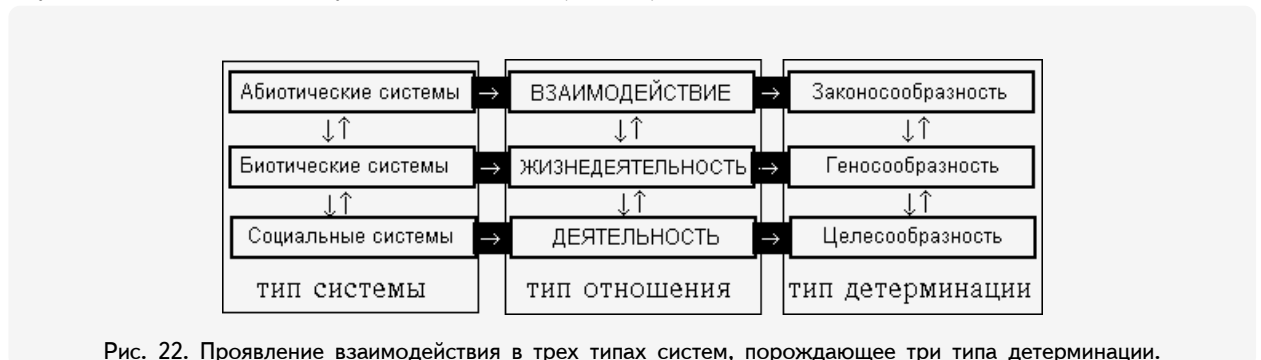 Абиотические системы → ВЗАИМОДЕЙСТВИЕ → Законосообразность
↓↑ ↓↑ ↓↑
Биотические системы → ЖИЗНЕДЕЯТЕЛЬНОСТЬ → Геносообразность
↓↑ ↓↑ ↓↑
Социальные системы → ДЕЯТЕЛЬНОСТЬ → Целесообразность
тип системы тип отношения тип детерминации
Рис. 22. Проявление взаимодействия в трех типах систем, порождающее три типа детерминации.